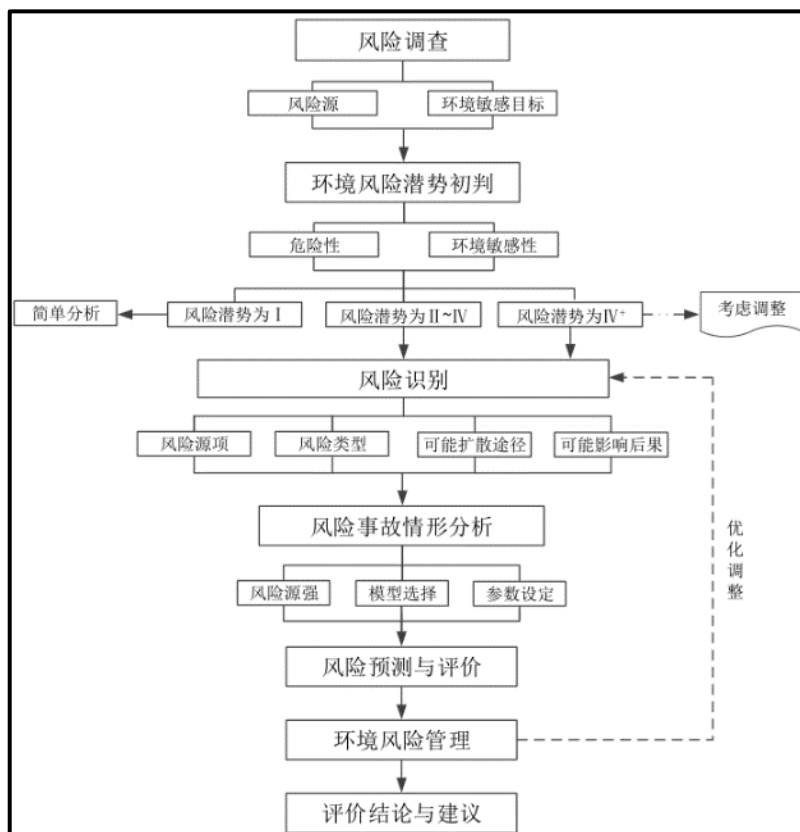 风险调查
风险源
环境敏感目标
环境风险潜势初判
危险性
环境敏感性
简单分析
风险潜势为Ⅰ
风险潜势为Ⅱ~Ⅳ
风险潜势为Ⅳ⁺
考虑调整
风险识别
风险源项
风险类型
可能扩散途径
可能影响后果
风险事故情形分析
优化调整
风险源强
模型选择
参数设定
风险预测与评价
环境风险管理
评价结论与建议